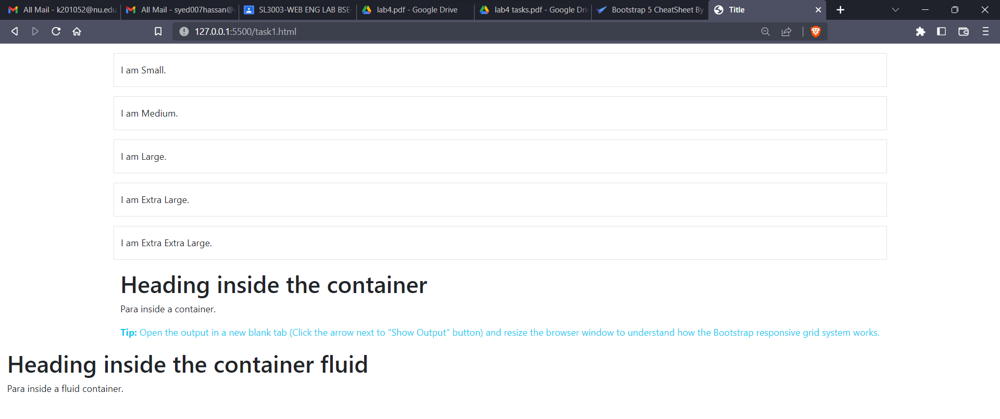 All Mail - k201052@nu.edu
All Mail - syed007hassan@
SL3003-WEB ENG LAB BSE-
lab4.pdf - Google Drive
lab4 tasks.pdf - Google Dri
Bootstrap 5 CheatSheet By
Title
127.0.0.1:5500/task1.html
I am Small.
I am Medium.
I am Large.
I am Extra Large.
I am Extra Extra Large.
Heading inside the container
Para inside a container.
Tip: Open the output in a new blank tab (Click the arrow next to "Show Output" button) and resize the browser window to understand how the Bootstrap responsive grid system works.
Heading inside the container fluid
Para inside a fluid container.